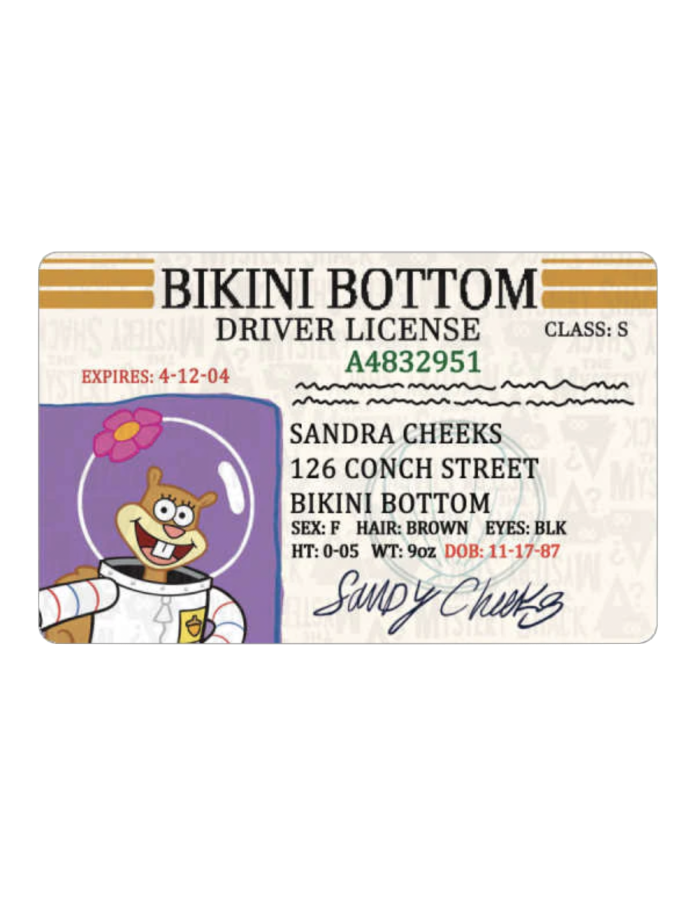 BIKINI BOTTOM
DRIVER LICENSE
CLASS: S
A4832951
EXPIRES: 4-12-04
SANDRA CHEEKS
126 CONCH STREET
BIKINI BOTTOM
SEX: F HAIR: BROWN EYES: BLK
HT: 0-05 WT: 9oz DOB: 11-17-87
Sandy Cheeks